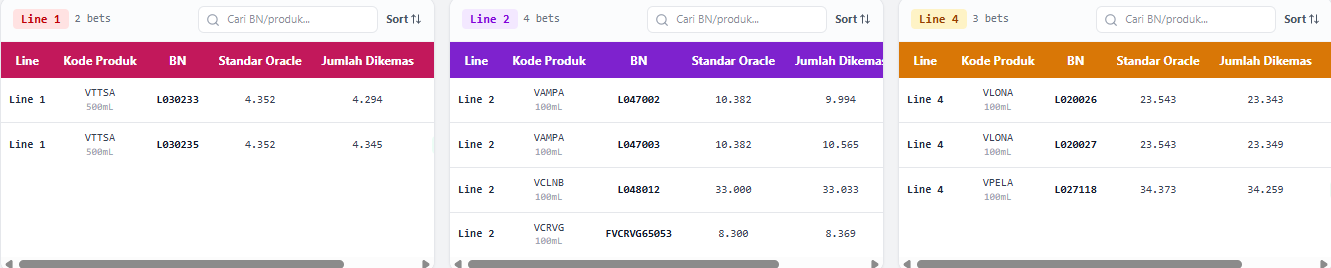 Line 1 2 bets Cari BN/produk... Sort ↑↓
Line Kode Produk BN Standar Oracle Jumlah Dikemas
Line 1 VTTSA L030233 4.352 4.294
500mL
Line 1 VTTSA L030235 4.352 4.345
500mL
Line 2 4 bets Cari BN/produk... Sort ↑↓
Line Kode Produk BN Standar Oracle Jumlah Dikemas
Line 2 VAMPA L047002 10.382 9.994
100mL
Line 2 VAMPA L047003 10.382 10.565
100mL
Line 2 VCLNB L048012 33.000 33.033
100mL
Line 2 VCRVG FVCRVG65053 8.300 8.369
100mL
Line 4 3 bets Cari BN/produk... Sort ↑↓
Line Kode Produk BN Standar Oracle Jumlah Dikemas
Line 4 VLONA L020026 23.543 23.343
100mL
Line 4 VLONA L020027 23.543 23.349
100mL
Line 4 VPELA L027118 34.373 34.259
100mL